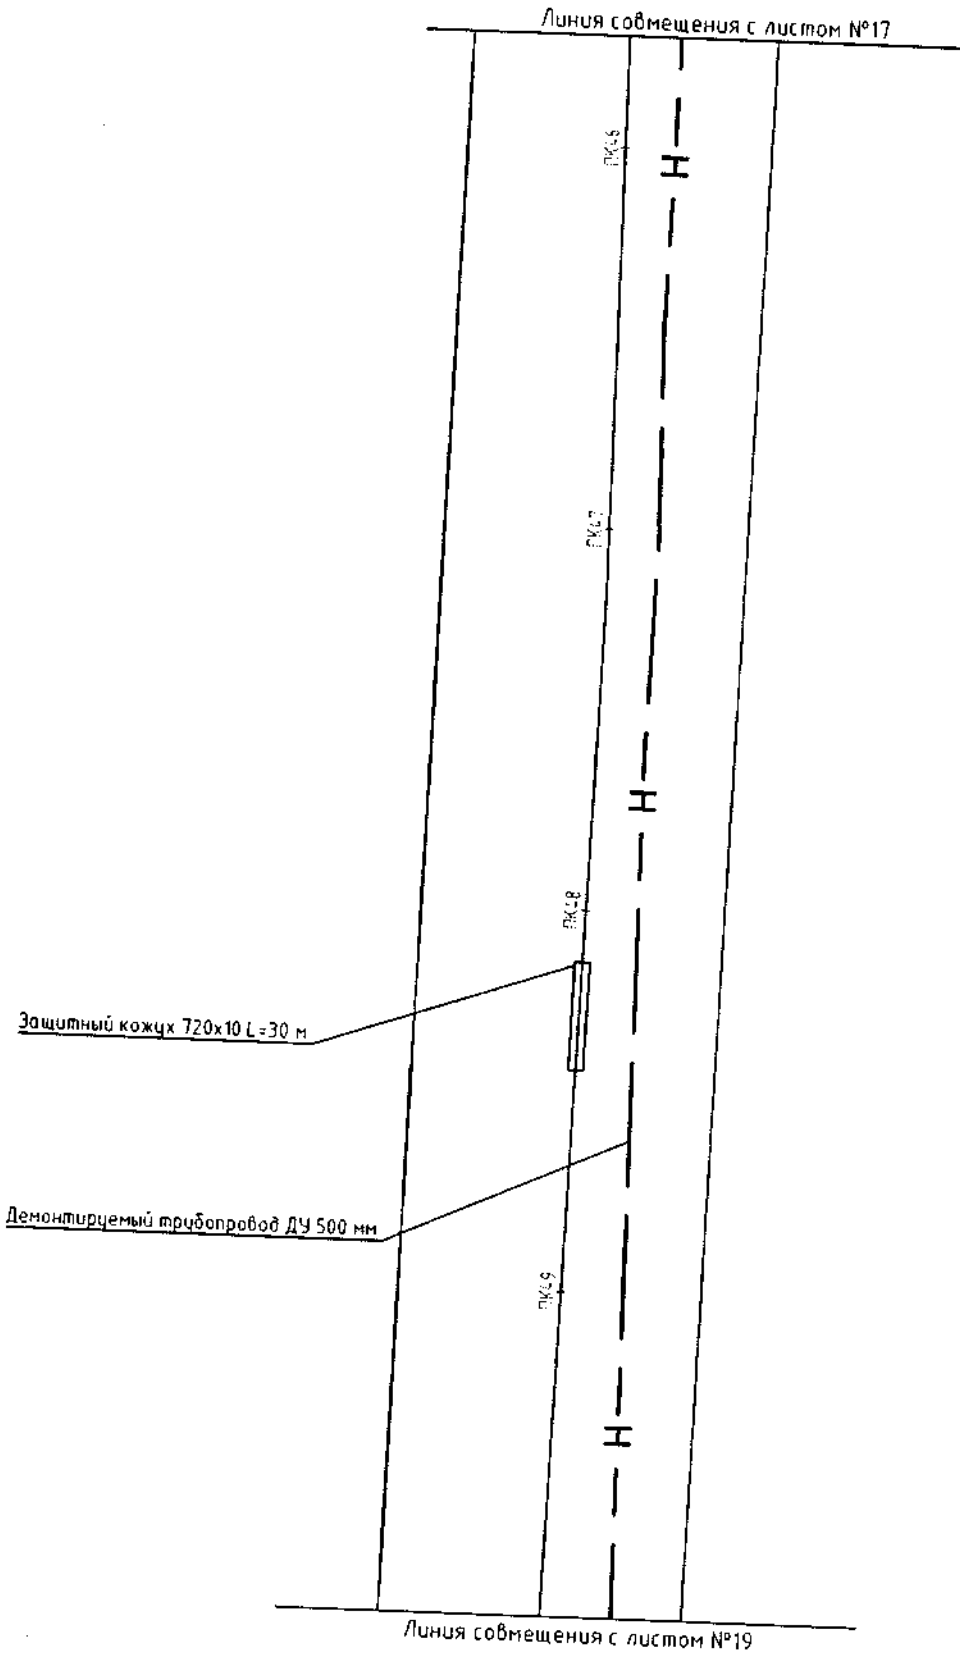 Линия совмещения с листом №17
ПК46
Н
ПК47
Н
ПК48
Защитный кожух 720х10 L=30 м
Демонтируемый трубопровод ДУ 500 мм
ПК49
Н
Линия совмещения с листом №19